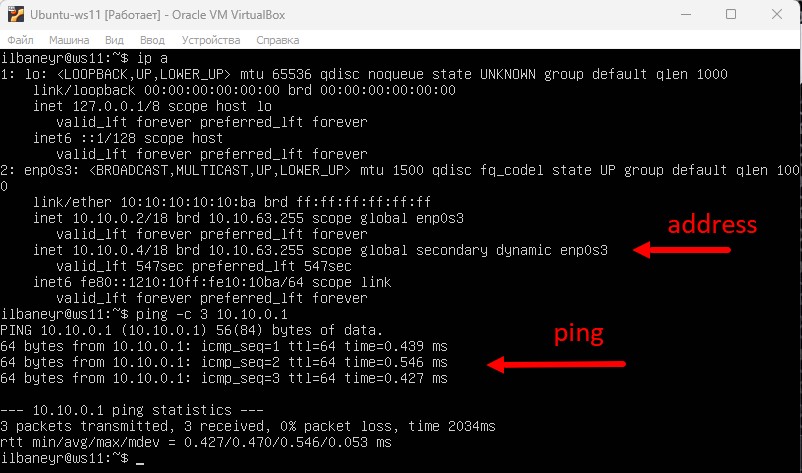 Ubuntu-ws11 [Работает] - Oracle VM VirtualBox
Файл Машина Вид Ввод Устройства Справка
ilbaneyr@ws11:~$ ip a
1: lo: <LOOPBACK,UP,LOWER_UP> mtu 65536 qdisc noqueue state UNKNOWN group default qlen 1000
link/loopback 00:00:00:00:00:00 brd 00:00:00:00:00:00
inet 127.0.0.1/8 scope host lo
valid_lft forever preferred_lft forever
inet6 ::1/128 scope host
valid_lft forever preferred_lft forever
2: enp0s3: <BROADCAST,MULTICAST,UP,LOWER_UP> mtu 1500 qdisc fq_codel state UP group default qlen 100
0
link/ether 10:10:10:10:10:ba brd ff:ff:ff:ff:ff:ff
inet 10.10.0.2/18 brd 10.10.63.255 scope global enp0s3
valid_lft forever preferred_lft forever
address
inet 10.10.0.4/18 brd 10.10.63.255 scope global secondary dynamic enp0s3
valid_lft 547sec preferred_lft 547sec
inet6 fe80::1210:10ff:fe10:10ba/64 scope link
valid_lft forever preferred_lft forever
ilbaneyr@ws11:~$ ping -c 3 10.10.0.1
PING 10.10.0.1 (10.10.0.1) 56(84) bytes of data.
ping
64 bytes from 10.10.0.1: icmp_seq=1 ttl=64 time=0.439 ms
64 bytes from 10.10.0.1: icmp_seq=2 ttl=64 time=0.546 ms
64 bytes from 10.10.0.1: icmp_seq=3 ttl=64 time=0.427 ms
--- 10.10.0.1 ping statistics ---
3 packets transmitted, 3 received, 0% packet loss, time 2034ms
rtt min/avg/max/mdev = 0.427/0.470/0.546/0.053 ms
ilbaneyr@ws11:~$ _